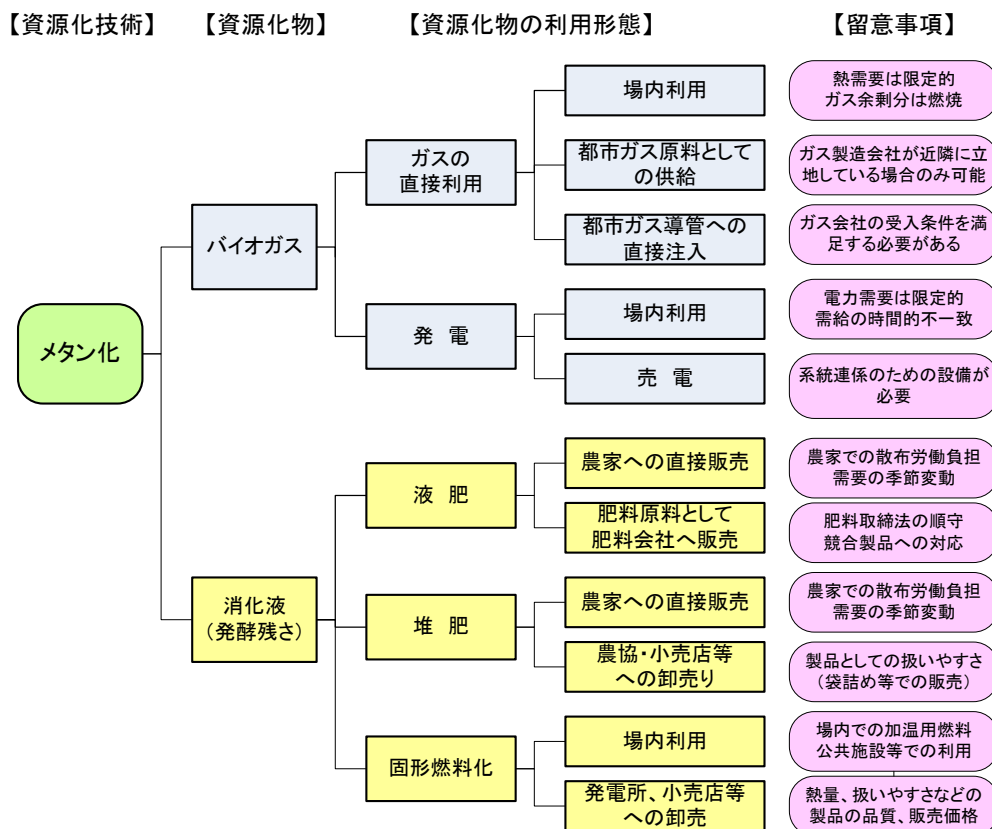 【資源化技術】 【資源化物】 【資源化物の利用形態】 【留意事項】
メタン化
バイオガス
ガスの
直接利用
場内利用
熱需要は限定的
ガス余剰分は燃焼
都市ガス原料として
の供給
ガス製造会社が近隣に立
地している場合のみ可能
都市ガス導管への
直接注入
ガス会社の受入条件を満
足する必要がある
発 電
場内利用
電力需要は限定的
需給の時間的不一致
売 電
系統連係のための設備が
必要
消化液
(発酵残さ)
液 肥
農家への直接販売
農家での散布労働負担
需要の季節変動
肥料原料として
肥料会社へ販売
肥料取締法の順守
競合製品への対応
堆 肥
農家への直接販売
農家での散布労働負担
需要の季節変動
農協・小売店等
への卸売り
製品としての扱いやすさ
(袋詰め等での販売)
固形燃料化
場内利用
場内での加温用燃料
公共施設等での利用
発電所、小売店等
への卸売
熱量、扱いやすさなどの
製品の品質、販売価格